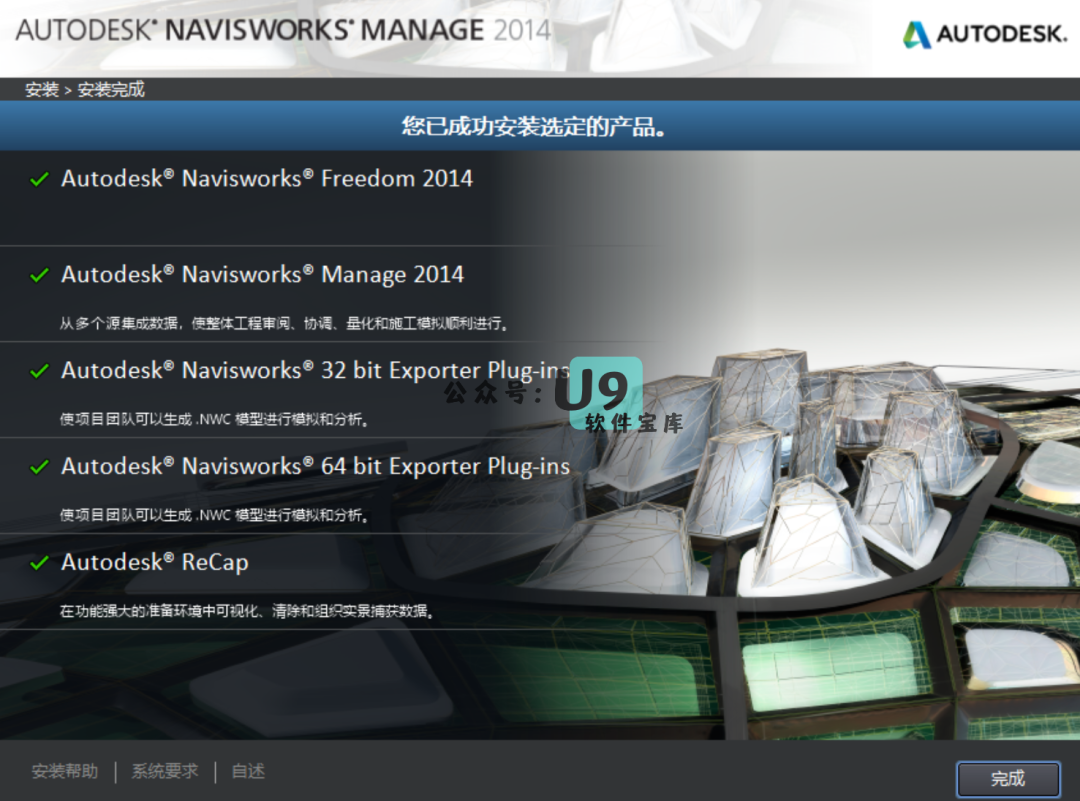 AUTODESK® NAVISWORKS® MANAGE 2014
AUTODESK.
安装 > 安装完成
您已成功安装选定的产品。
Autodesk® Navisworks® Freedom 2014
Autodesk® Navisworks® Manage 2014
从多个源集成数据，使整体工程审阅、协调、量化和施工模拟顺利进行。
Autodesk® Navisworks® 32 bit Exporter Plug-ins
公众号：U9
软件宝库
使项目团队可以生成 .NWC 模型进行模拟和分析。
Autodesk® Navisworks® 64 bit Exporter Plug-ins
使项目团队可以生成 .NWC 模型进行模拟和分析。
Autodesk® ReCap
在功能强大的准备环境中可视化、清除和组织实景捕获数据。
安装帮助 | 系统要求 | 自述
完成